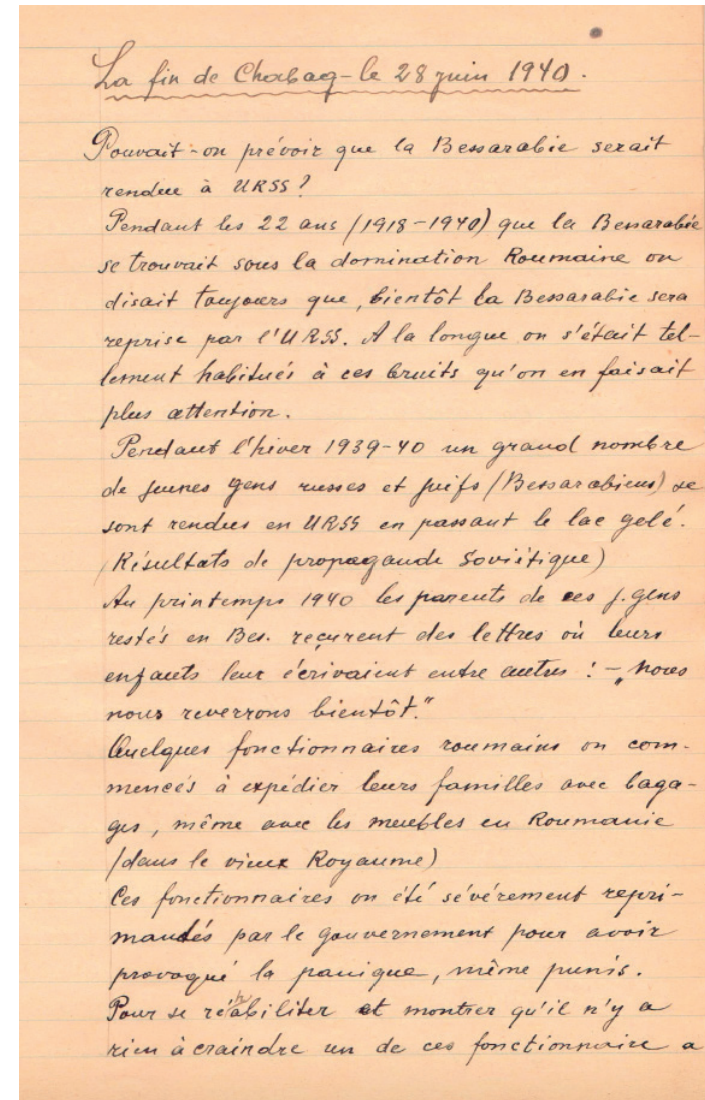 La fin de Chabag - le 28 juin 1940.
Pouvait-on prévoir que la Bessarabie serait
rendue à URSS?
Pendant les 22 ans (1918-1940) que la Bessarabie
se trouvait sous la domination Roumaine on
disait toujours que, bientôt la Bessarabie sera
reprise par l'URSS. A la longue on s'était tel-
lement habitués à ces bruits qu'on en faisait
plus attention.
Pendant l'hiver 1939-40 un grand nombre
de jeunes gens russes et juifs (Bessarabiens) se
sont rendus en URSS en passant le lac gelé.
(Résultats de propagande Soviétique)
Au printemps 1940 les parents de ces j. gens
restés en Bes. reçurent des lettres où leurs
enfants leur écrivaient entre autres : - „Nous
nous reverrons bientôt."
Quelques fonctionnaires roumains on com-
mencés à expédier leurs familles avec baga-
ges, même avec les meubles en Roumanie
(dans le vieux Royaume)
Ces fonctionnaires on été sévèrement repri-
mandés par le gouvernement pour avoir
provoqué la panique, même punis.
Pour se réhabiliter et montrer qu'il n'y a
rien à craindre un de ces fonctionnaire a